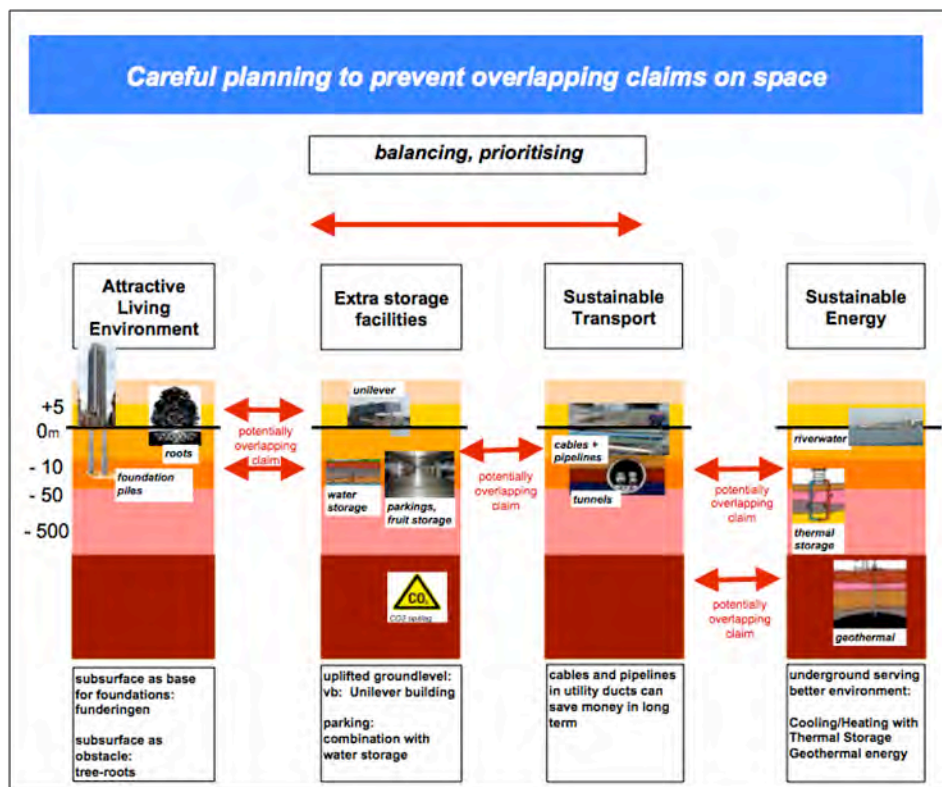 Careful planning to prevent overlapping claims on space
balancing, prioritising
Attractive
Living
Environment
Extra storage
facilities
Sustainable
Transport
Sustainable
Energy
+5
0m
- 10
- 50
- 500
roots
foundation
piles
potentially
overlapping
claim
unilever
water
storage
parkings,
fruit storage
CO2 opslag
potentially
overlapping
claim
cables +
pipelines
tunnels
potentially
overlapping
claim
potentially
overlapping
claim
riverwater
thermal
storage
geothermal
subsurface as base
for foundations:
funderingen
subsurface as
obstacle:
tree-roots
uplifted groundlevel:
vb: Unilever building
parking:
combination with
water storage
cables and pipelines
in utility ducts can
save money in long
term
underground serving
better environment:
Cooling/Heating with
Thermal Storage
Geothermal energy